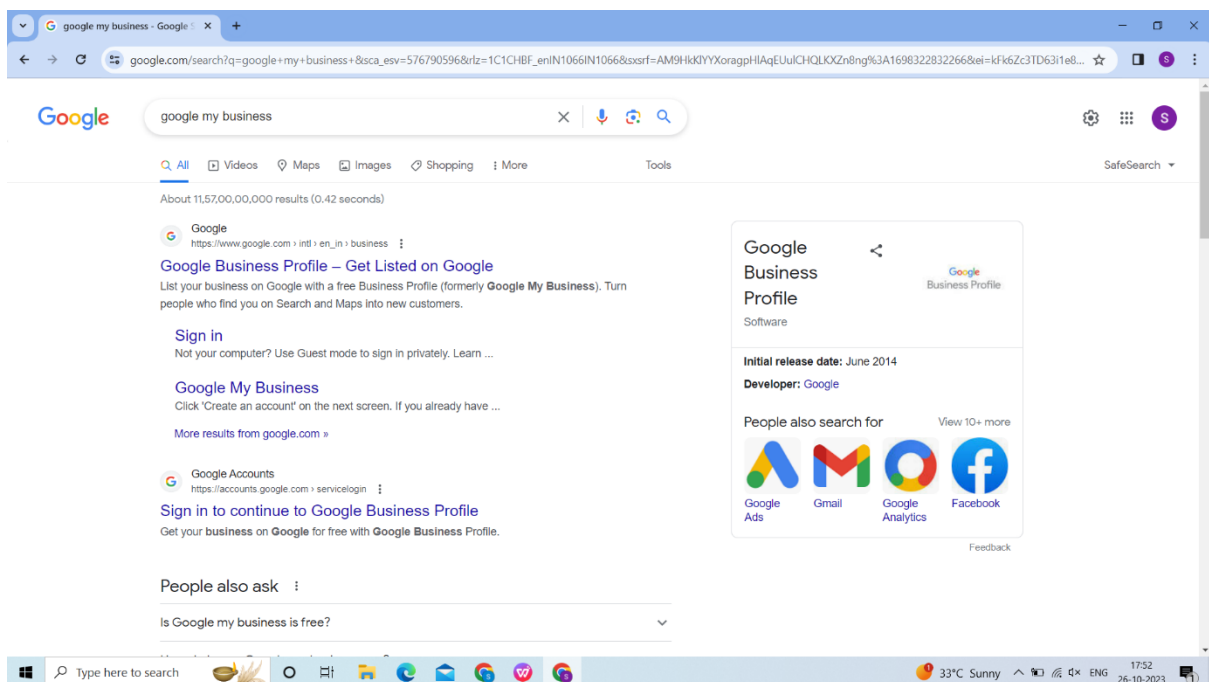 google my business - Google S
google.com/search?q=google+my+business+&sca_esv=576790596&rlz=1C1CHBF_enIN1066IN1066&sxsrf=AM9HkKlYYXoragpHlAqEUulCHQLKXZn8ng%3A1698322832266&ei=kFk6Zc3TD63i1e8...
S
Google
google my business
S
All
Videos
Maps
Images
Shopping
More
Tools
SafeSearch
About 11,57,00,00,000 results (0.42 seconds)
Google
https://www.google.com › intl › en_in › business
Google Business Profile – Get Listed on Google
List your business on Google with a free Business Profile (formerly Google My Business). Turn
people who find you on Search and Maps into new customers.
Sign in
Not your computer? Use Guest mode to sign in privately. Learn ...
Google My Business
Click 'Create an account' on the next screen. If you already have ...
More results from google.com »
Google Accounts
https://accounts.google.com › servicelogin
Sign in to continue to Google Business Profile
Get your business on Google for free with Google Business Profile.
People also ask
Is Google my business is free?
Google
Business
Profile
Software
Google
Business Profile
Initial release date: June 2014
Developer: Google
People also search for
View 10+ more
Google
Ads
Gmail
Google
Analytics
Facebook
Feedback
Type here to search
33°C Sunny
ENG
17:52
26-10-2023
1